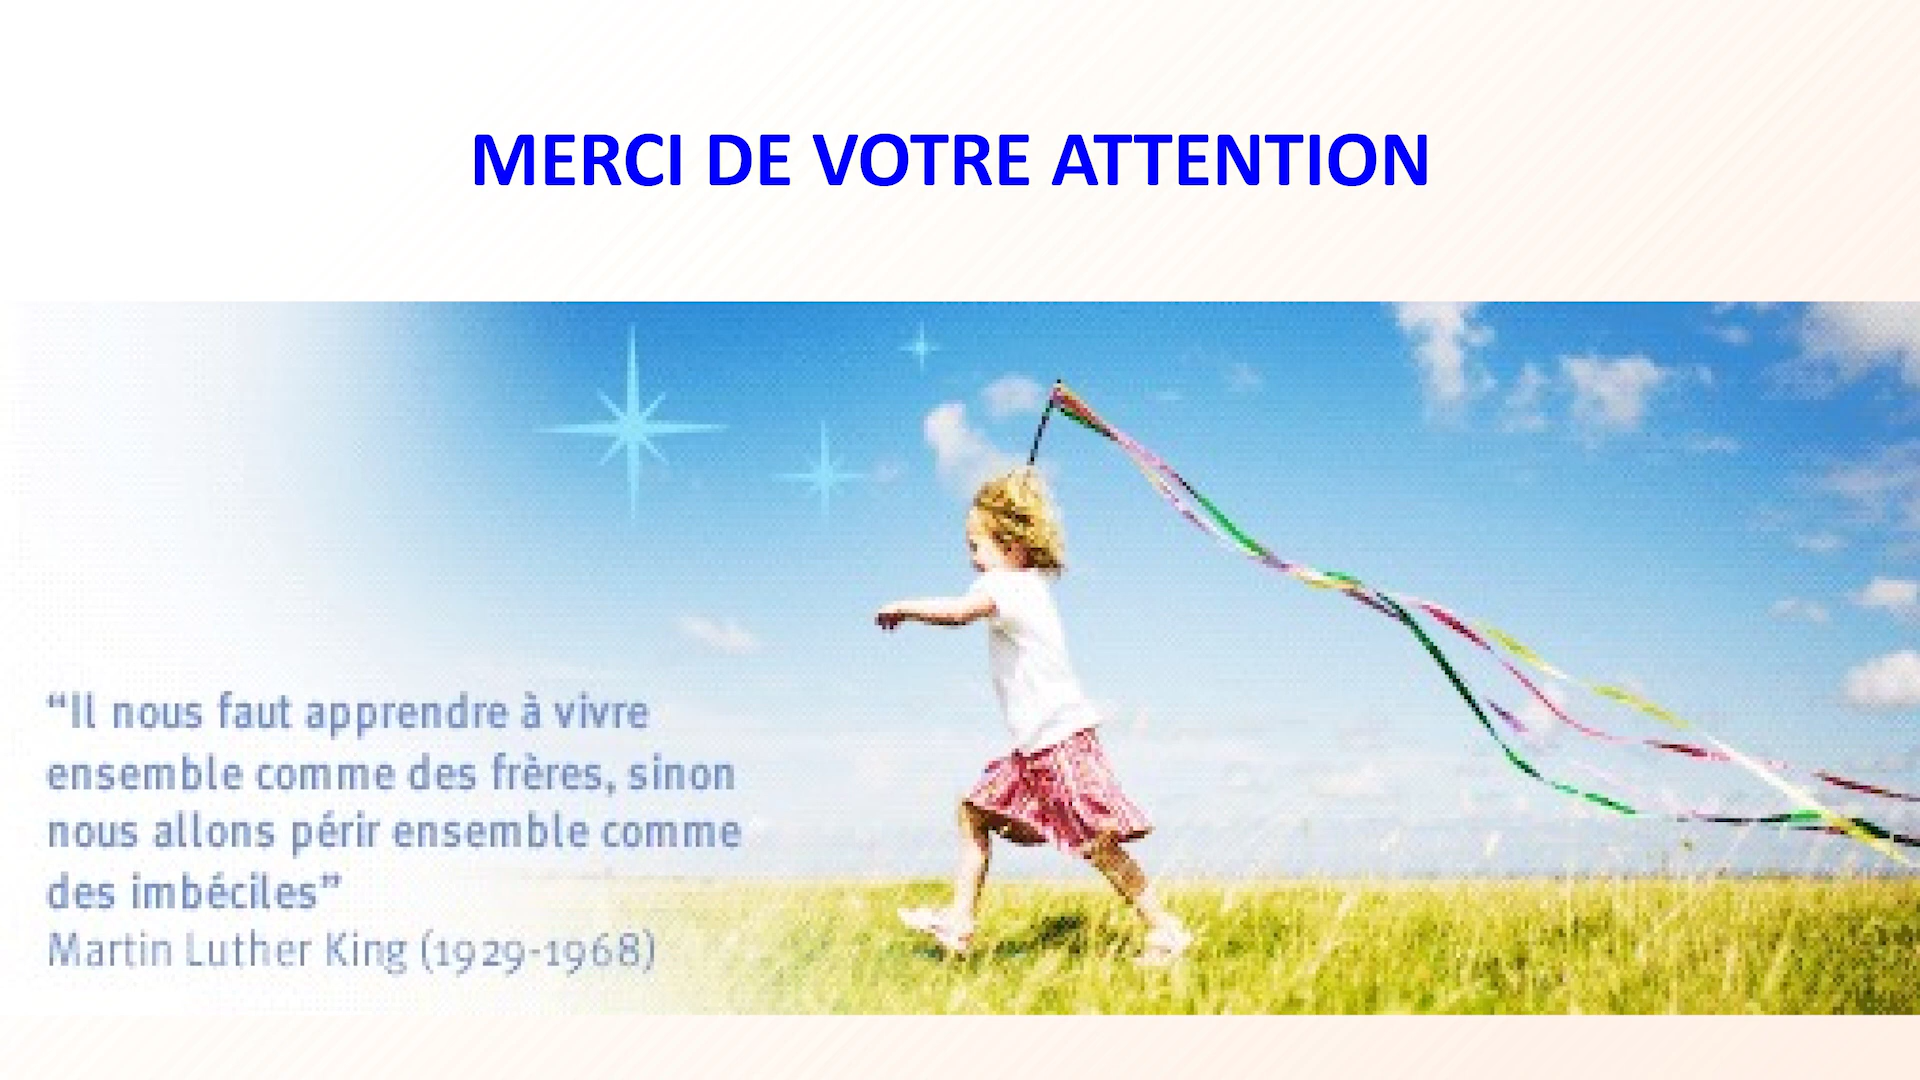 MERCI DE VOTRE ATTENTION
“Il nous faut apprendre à vivre
ensemble comme des frères, sinon
nous allons périr ensemble comme
des imbéciles”
Martin Luther King (1929-1968)